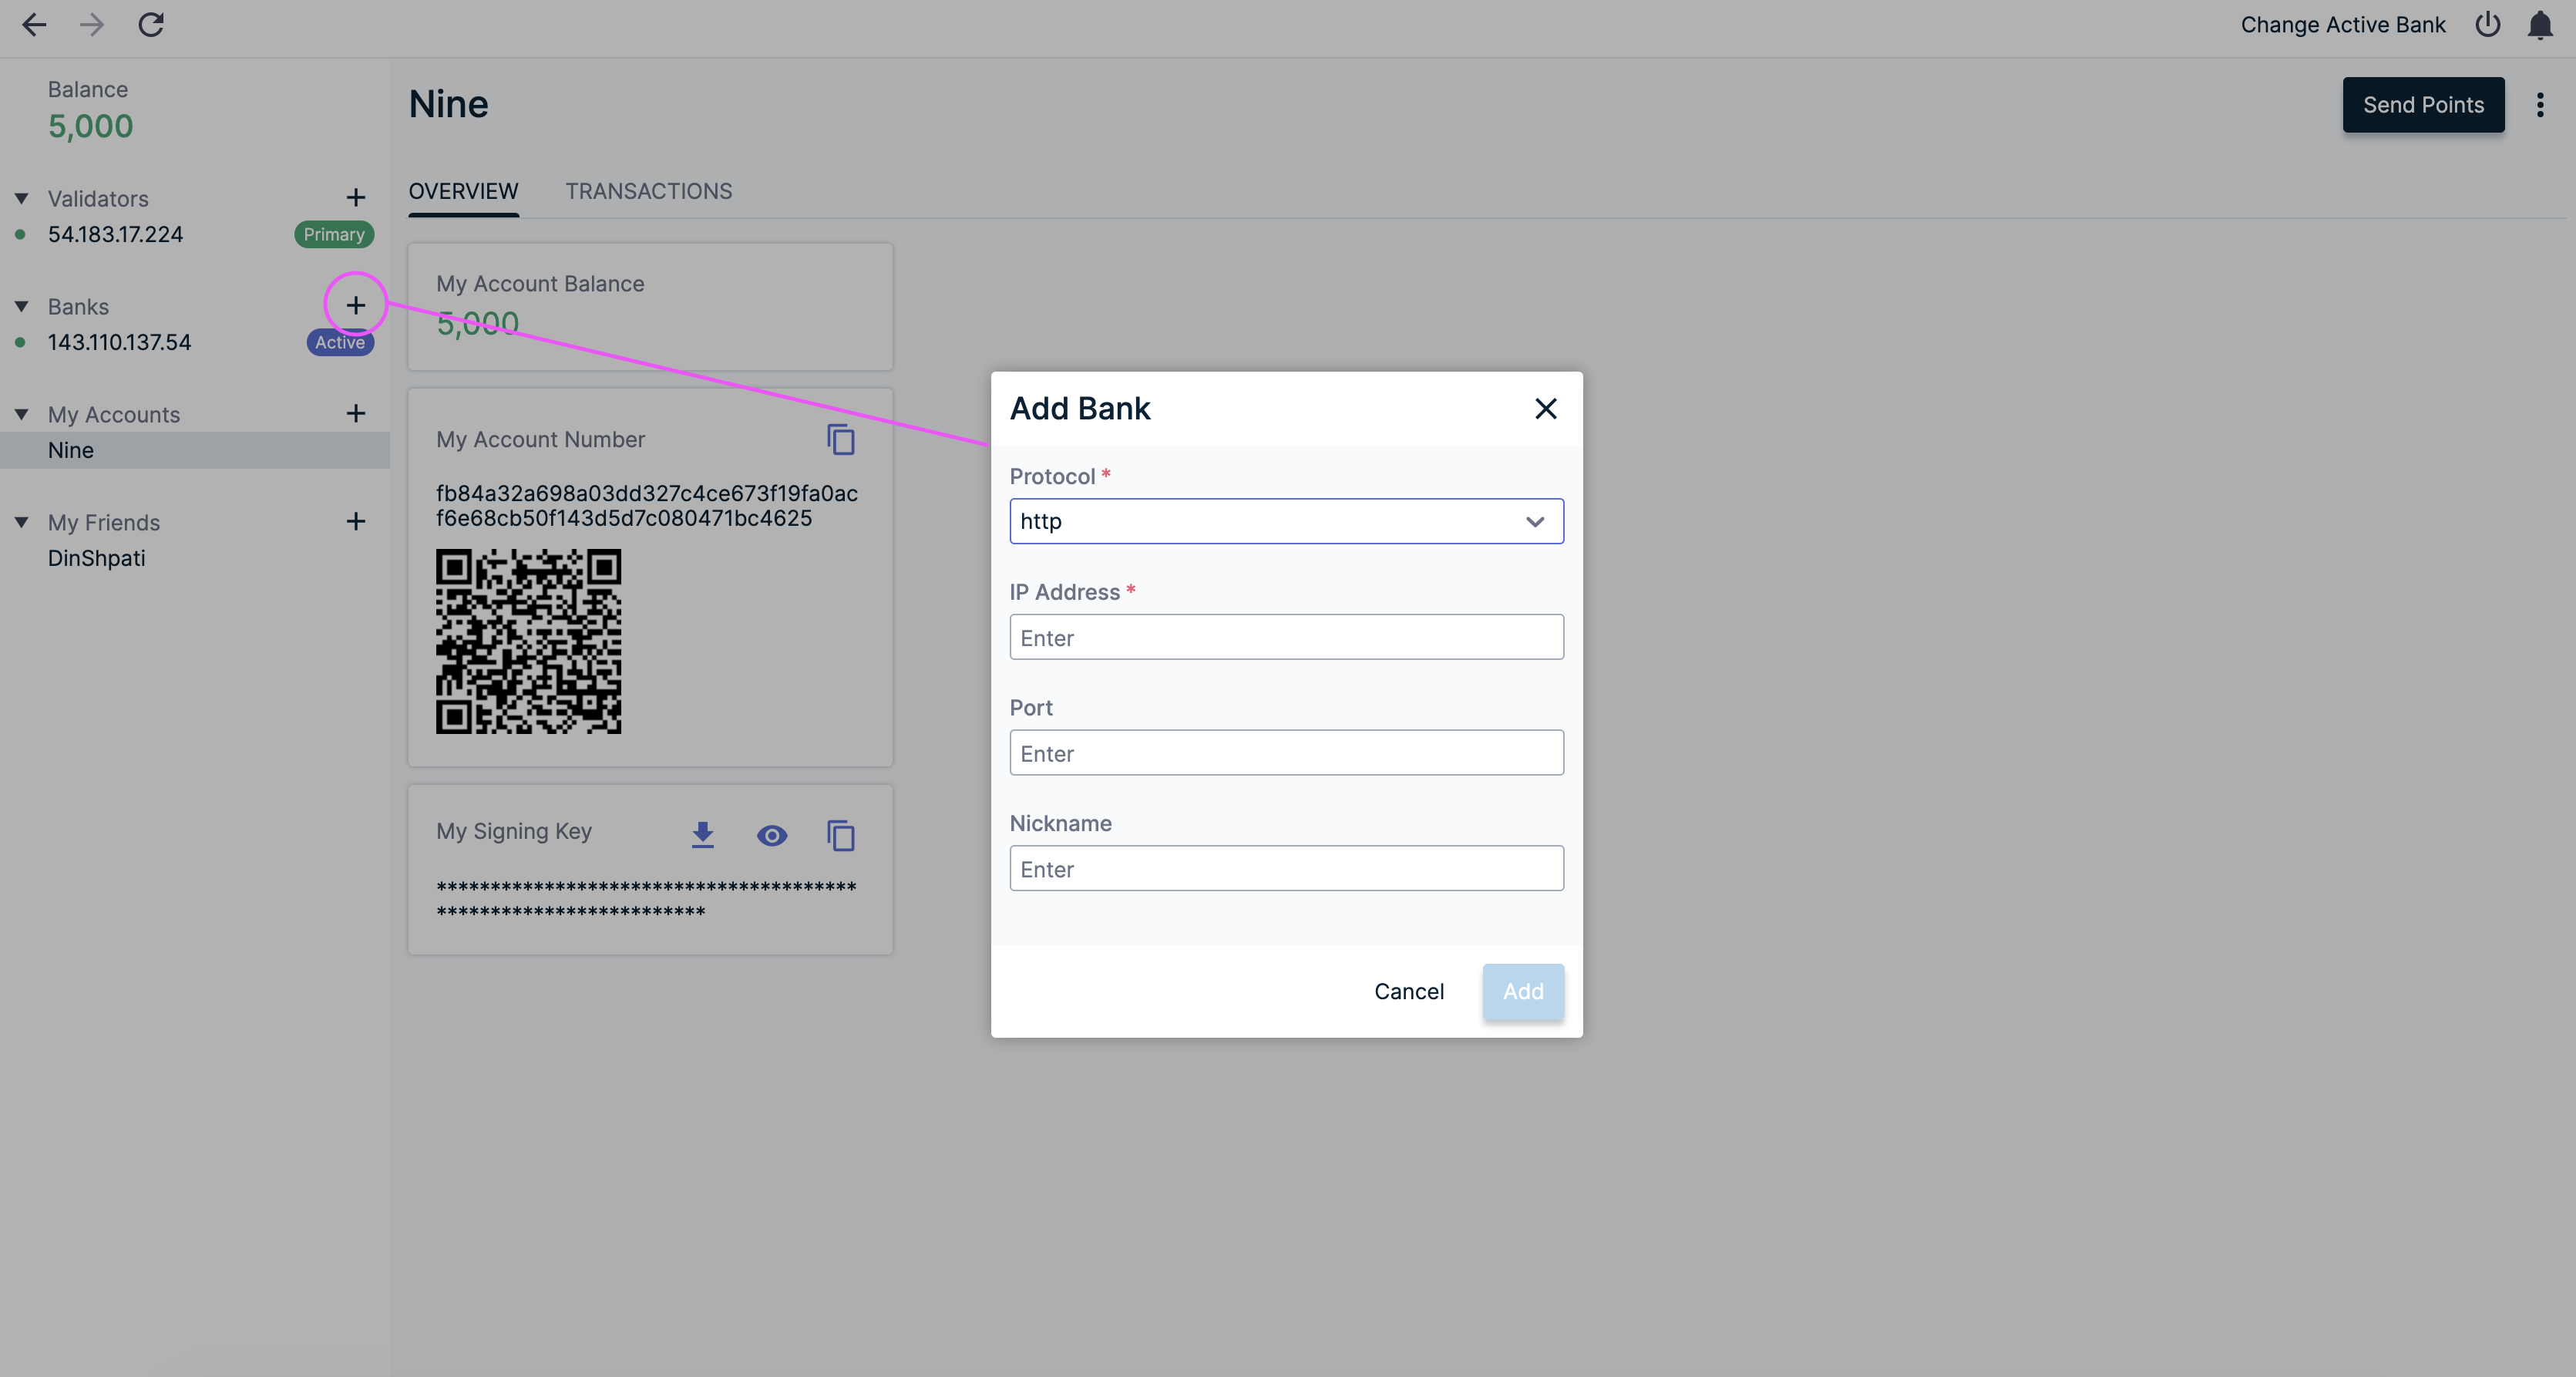 Change Active Bank
Balance
5,000
Validators
54.183.17.224
Primary
Banks
143.110.137.54
Active
My Accounts
Nine
My Friends
DinShpati
Nine
Send Points
OVERVIEW
TRANSACTIONS
My Account Balance
5,000
My Account Number
fb84a32a698a03dd327c4ce673f19fa0ac
f6e68cb50f143d5d7c080471bc4625
My Signing Key
***************************************
*************************
Add Bank
Protocol *
http
IP Address *
Enter
Port
Enter
Nickname
Enter
Cancel
Add